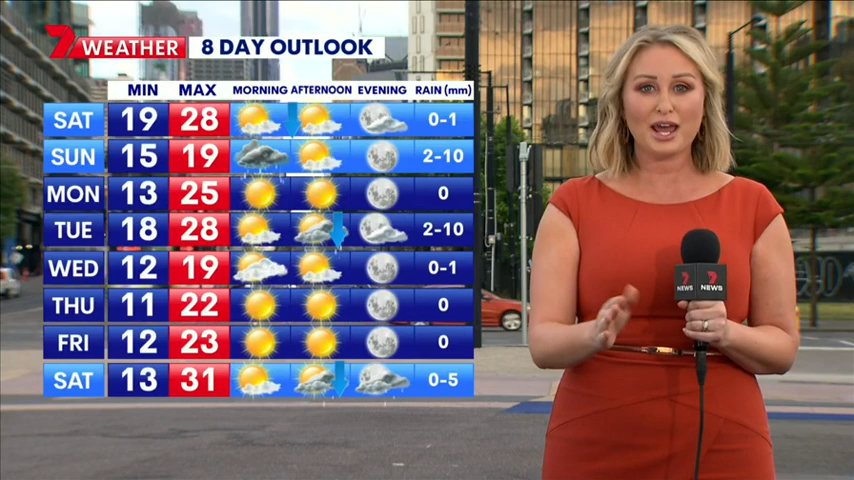 7 WEATHER 8 DAY OUTLOOK
MIN MAX MORNING AFTERNOON EVENING RAIN (mm)
SAT 19 28 0-1
SUN 15 19 2-10
MON 13 25 0
TUE 18 28 2-10
WED 12 19 0-1
THU 11 22 0
FRI 12 23 0
SAT 13 31 0-5
7 NEWS
7 NEWS